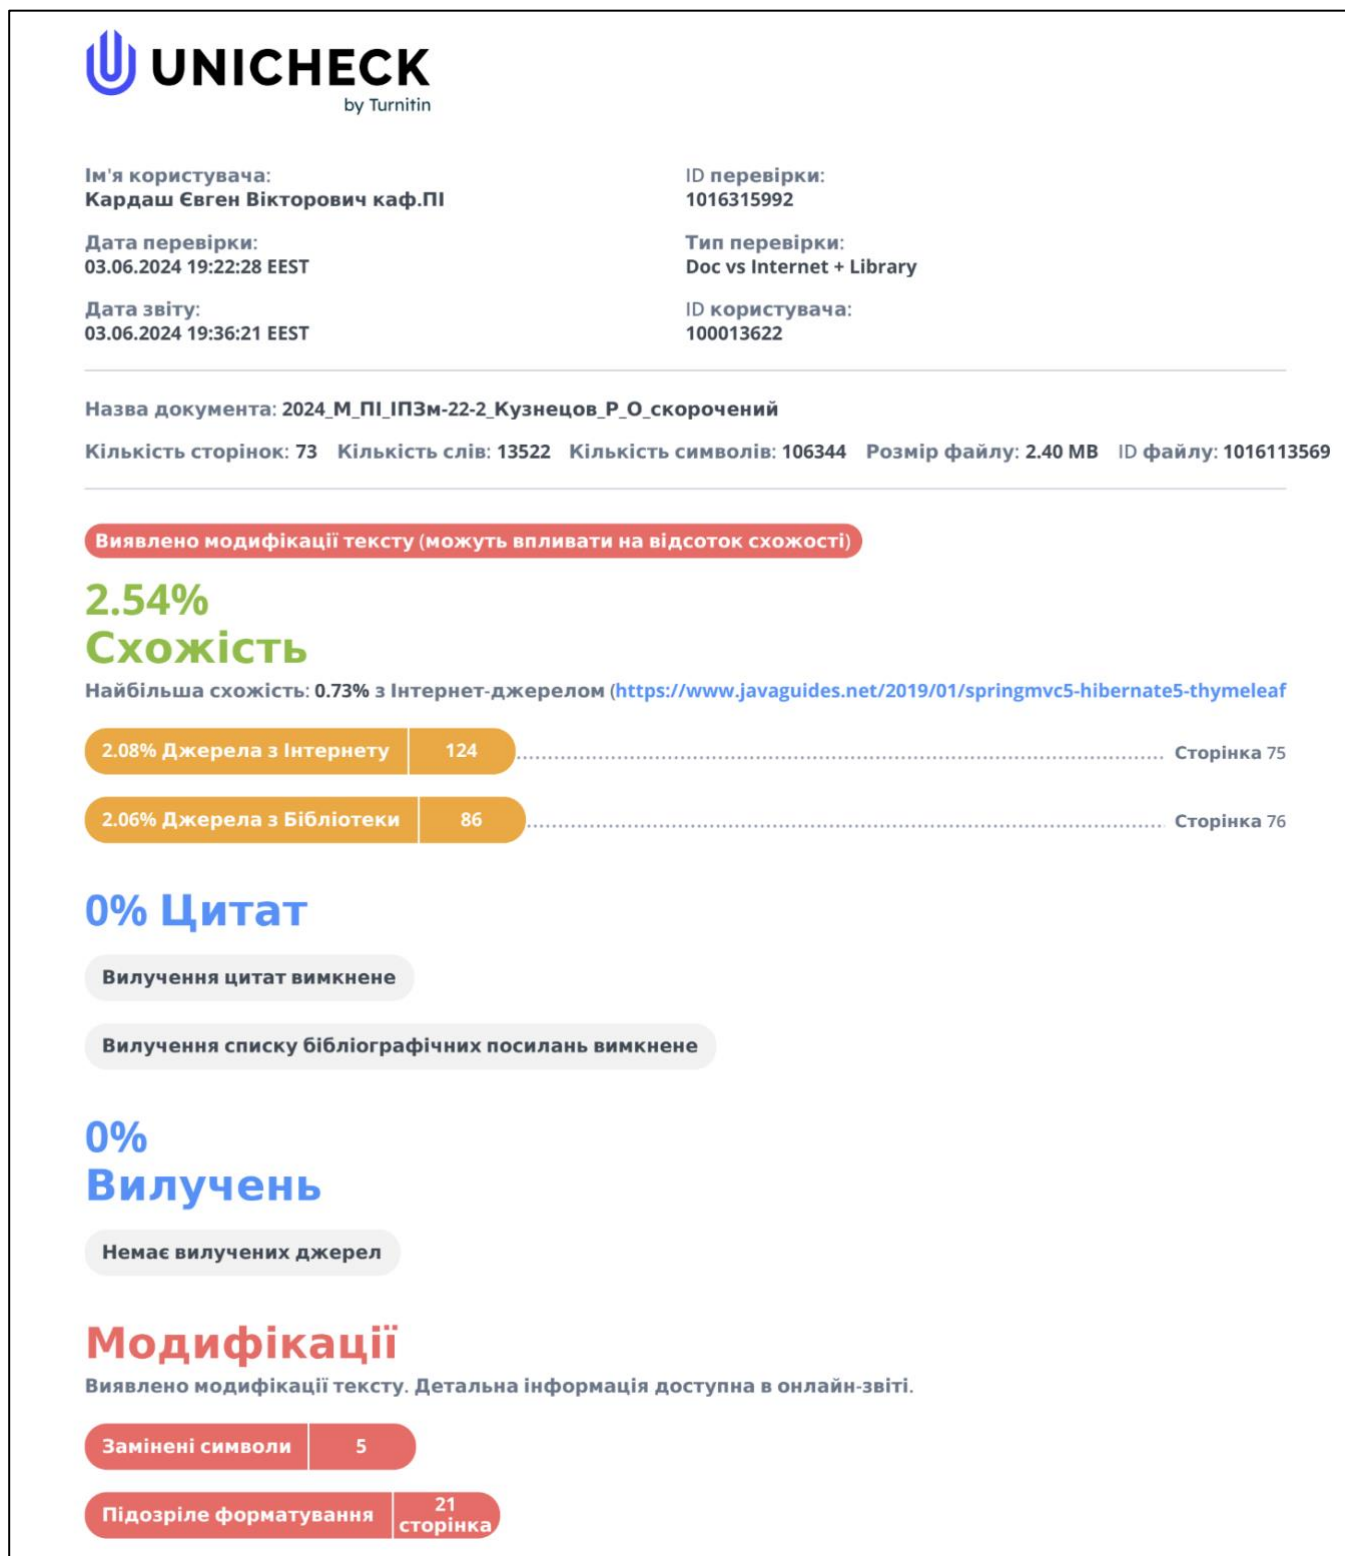 UNICHECK
by Turnitin
Ім'я користувача:
Кардаш Євген Вікторович каф.ПІ
ID перевірки:
1016315992
Дата перевірки:
03.06.2024 19:22:28 EEST
Тип перевірки:
Doc vs Internet + Library
Дата звіту:
03.06.2024 19:36:21 EEST
ID користувача:
100013622
Назва документа: 2024_М_ПІ_ІПЗм-22-2_Кузнецов_Р_О_скорочений
Кількість сторінок: 73 Кількість слів: 13522 Кількість символів: 106344 Розмір файлу: 2.40 MB ID файлу: 1016113569
Виявлено модифікації тексту (можуть впливати на відсоток схожості)
2.54%
Схожість
Найбільша схожість: 0.73% з Інтернет-джерелом (https://www.javaguides.net/2019/01/springmvc5-hibernate5-thymeleaf
2.08% Джерела з Інтернету 124 Сторінка 75
2.06% Джерела з Бібліотеки 86 Сторінка 76
0% Цитат
Вилучення цитат вимкнене
Вилучення списку бібліографічних посилань вимкнене
0%
Вилучень
Немає вилучених джерел
Модифікації
Виявлено модифікації тексту. Детальна інформація доступна в онлайн-звіті.
Замінені символи 5
Підозріле форматування 21 сторінка